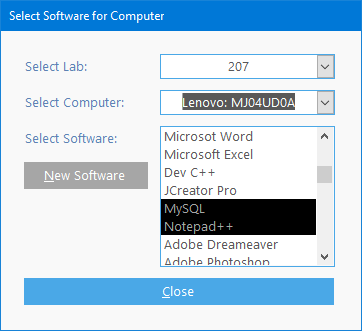 Select Software for Computer
Select Lab:
207
Select Computer:
Lenovo: MJ04UD0A
Select Software:
Microsot Word
Microsoft Excel
Dev C++
JCreator Pro
MySQL
Notepad++
Adobe Dreameaver
Adobe Photoshop
New Software
Close